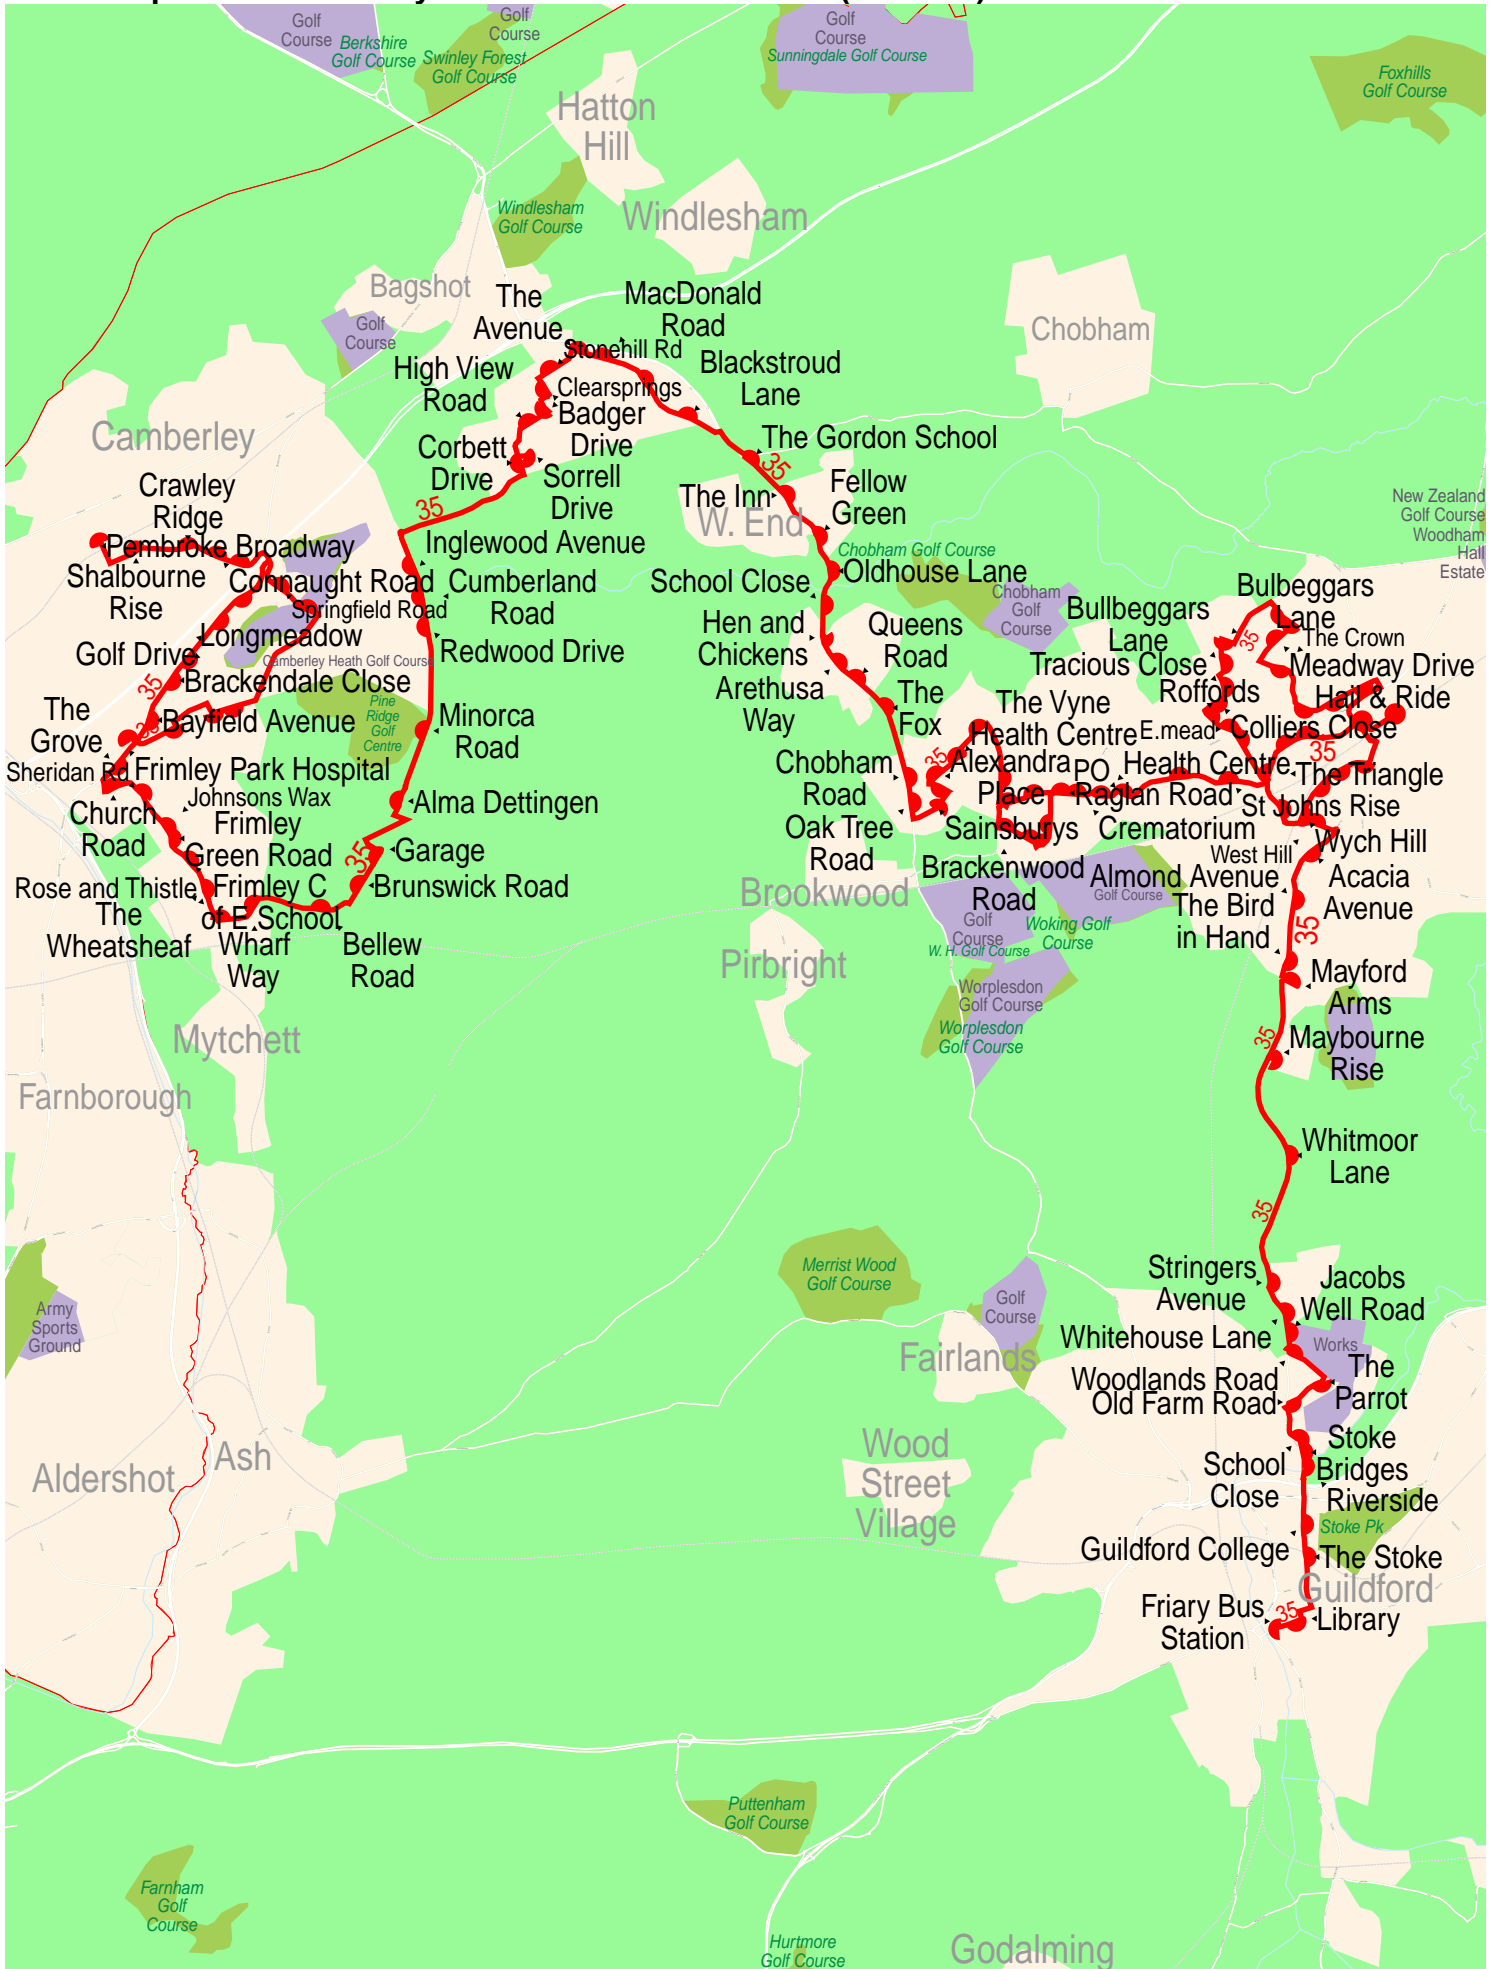 Golf
Course
Berkshire
Golf Course
Swinley Forest
Golf Course
Golf
Course
Golf
Course
Sunningdale Golf Course
Foxhills
Golf Course
Hatton
Hill
Windlesham
Golf Course
Windlesham
Bagshot
Golf
Course
The
Avenue
MacDonald
Road
Stonehill Rd
Chobham
High View
Road
Clearsprings
Blackstroud
Lane
Badger
Drive
Camberley
Corbett
Drive
Sorrell
Drive
The Gordon School
35
The Inn
Fellow
Green
W. End
Crawley
Ridge
35
New Zealand
Golf Course
Woodham
Hall
Estate
Pembroke Broadway
Inglewood Avenue
Chobham Golf Course
Oldhouse Lane
Shalbourne
Rise
Connaught Road
Springfield Road
Cumberland
Road
School Close
Chobham
Golf
Course
Bulbeggars
Lane
Bullbeggars
Lane
35
The Crown
Hen and
Chickens
Queens
Road
Golf Drive
Longmeadow
Camberley Heath Golf Course
Redwood Drive
Tracious Close
Meadway Drive
Hail & Ride
Arethusa
Way
The
Fox
The Vyne
Roffords
35
Brackendale Close
Pine
Ridge
Golf
Centre
The
Grove
35
Bayfield Avenue
Minorca
Road
Health Centre
E.mead
Colliers Close
35
Sheridan Rd
Frimley Park Hospital
Chobham
Road
35
Alexandra
Place
PO
Health Centre
The Triangle
Raglan Road
St Johns Rise
Johnsons Wax
Church
Road
Frimley
Green Road
Alma Dettingen
Oak Tree
Road
Sainsburys
Crematorium
Wych Hill
West Hill
35
Garage
Brookwood
Brackenwood
Road
Almond Avenue
Golf Course
Acacia
Avenue
Rose and Thistle
Frimley C
of E School
Brunswick Road
The
Wheatsheaf
Wharf
Way
Bellew
Road
Golf
Course
W. H. Golf Course
Woking Golf
Course
The Bird
in Hand
35
Pirbright
Mayford
Arms
Worplesdon
Golf Course
Worplesdon
Golf Course
Mytchett
35
Maybourne
Rise
Farnborough
Whitmoor
Lane
35
Merrist Wood
Golf Course
Stringers
Avenue
Jacobs
Well Road
Army
Sports
Ground
Golf
Course
Whitehouse Lane
Works
Fairlands
Woodlands Road
The
Parrot
Old Farm Road
Wood
Street
Village
Stoke
Bridges
School
Close
Riverside
Ash
Aldershot
Stoke Pk
Guildford College
The Stoke
Guildford
Friary Bus
Station
35
Library
Puttenham
Golf Course
Farnham
Golf
Course
Hurtmore
Golf Course
Godalming